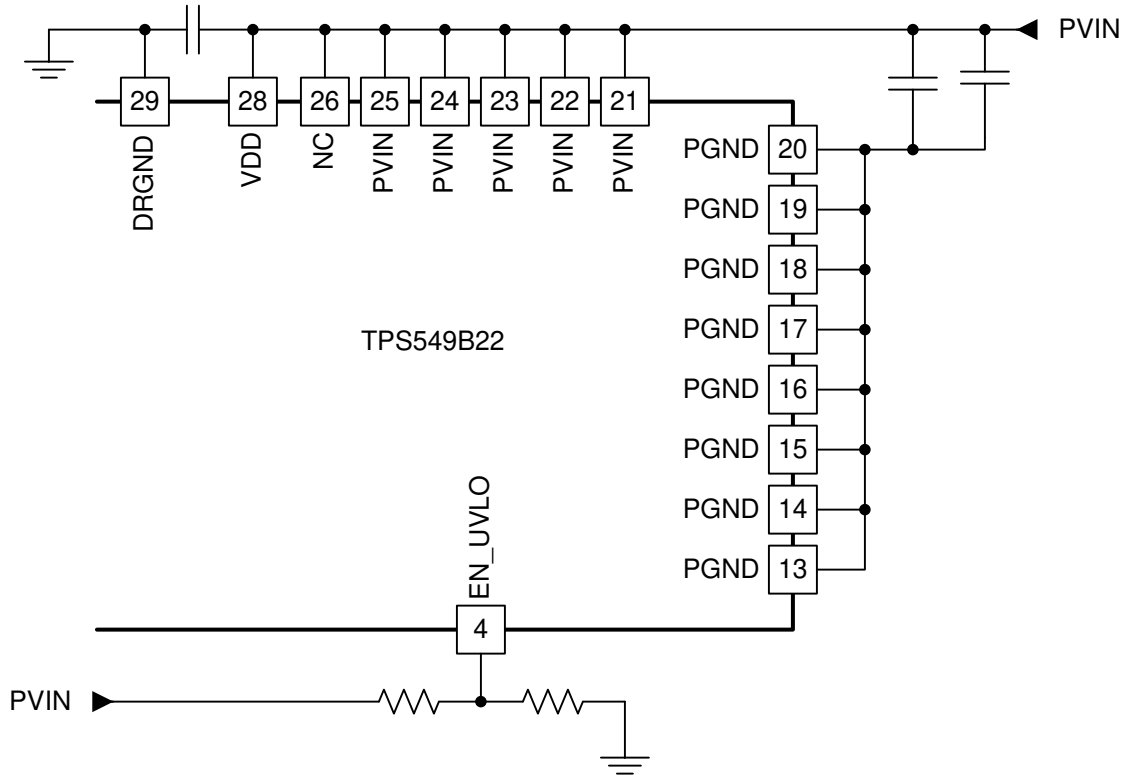 PVIN
29 28 26 25 24 23 22 21
DRGND VDD NC PVIN PVIN PVIN PVIN PVIN
PGND 20
PGND 19
PGND 18
PGND 17
TPS549B22
PGND 16
PGND 15
PGND 14
PGND 13
EN_UVLO
4
PVIN